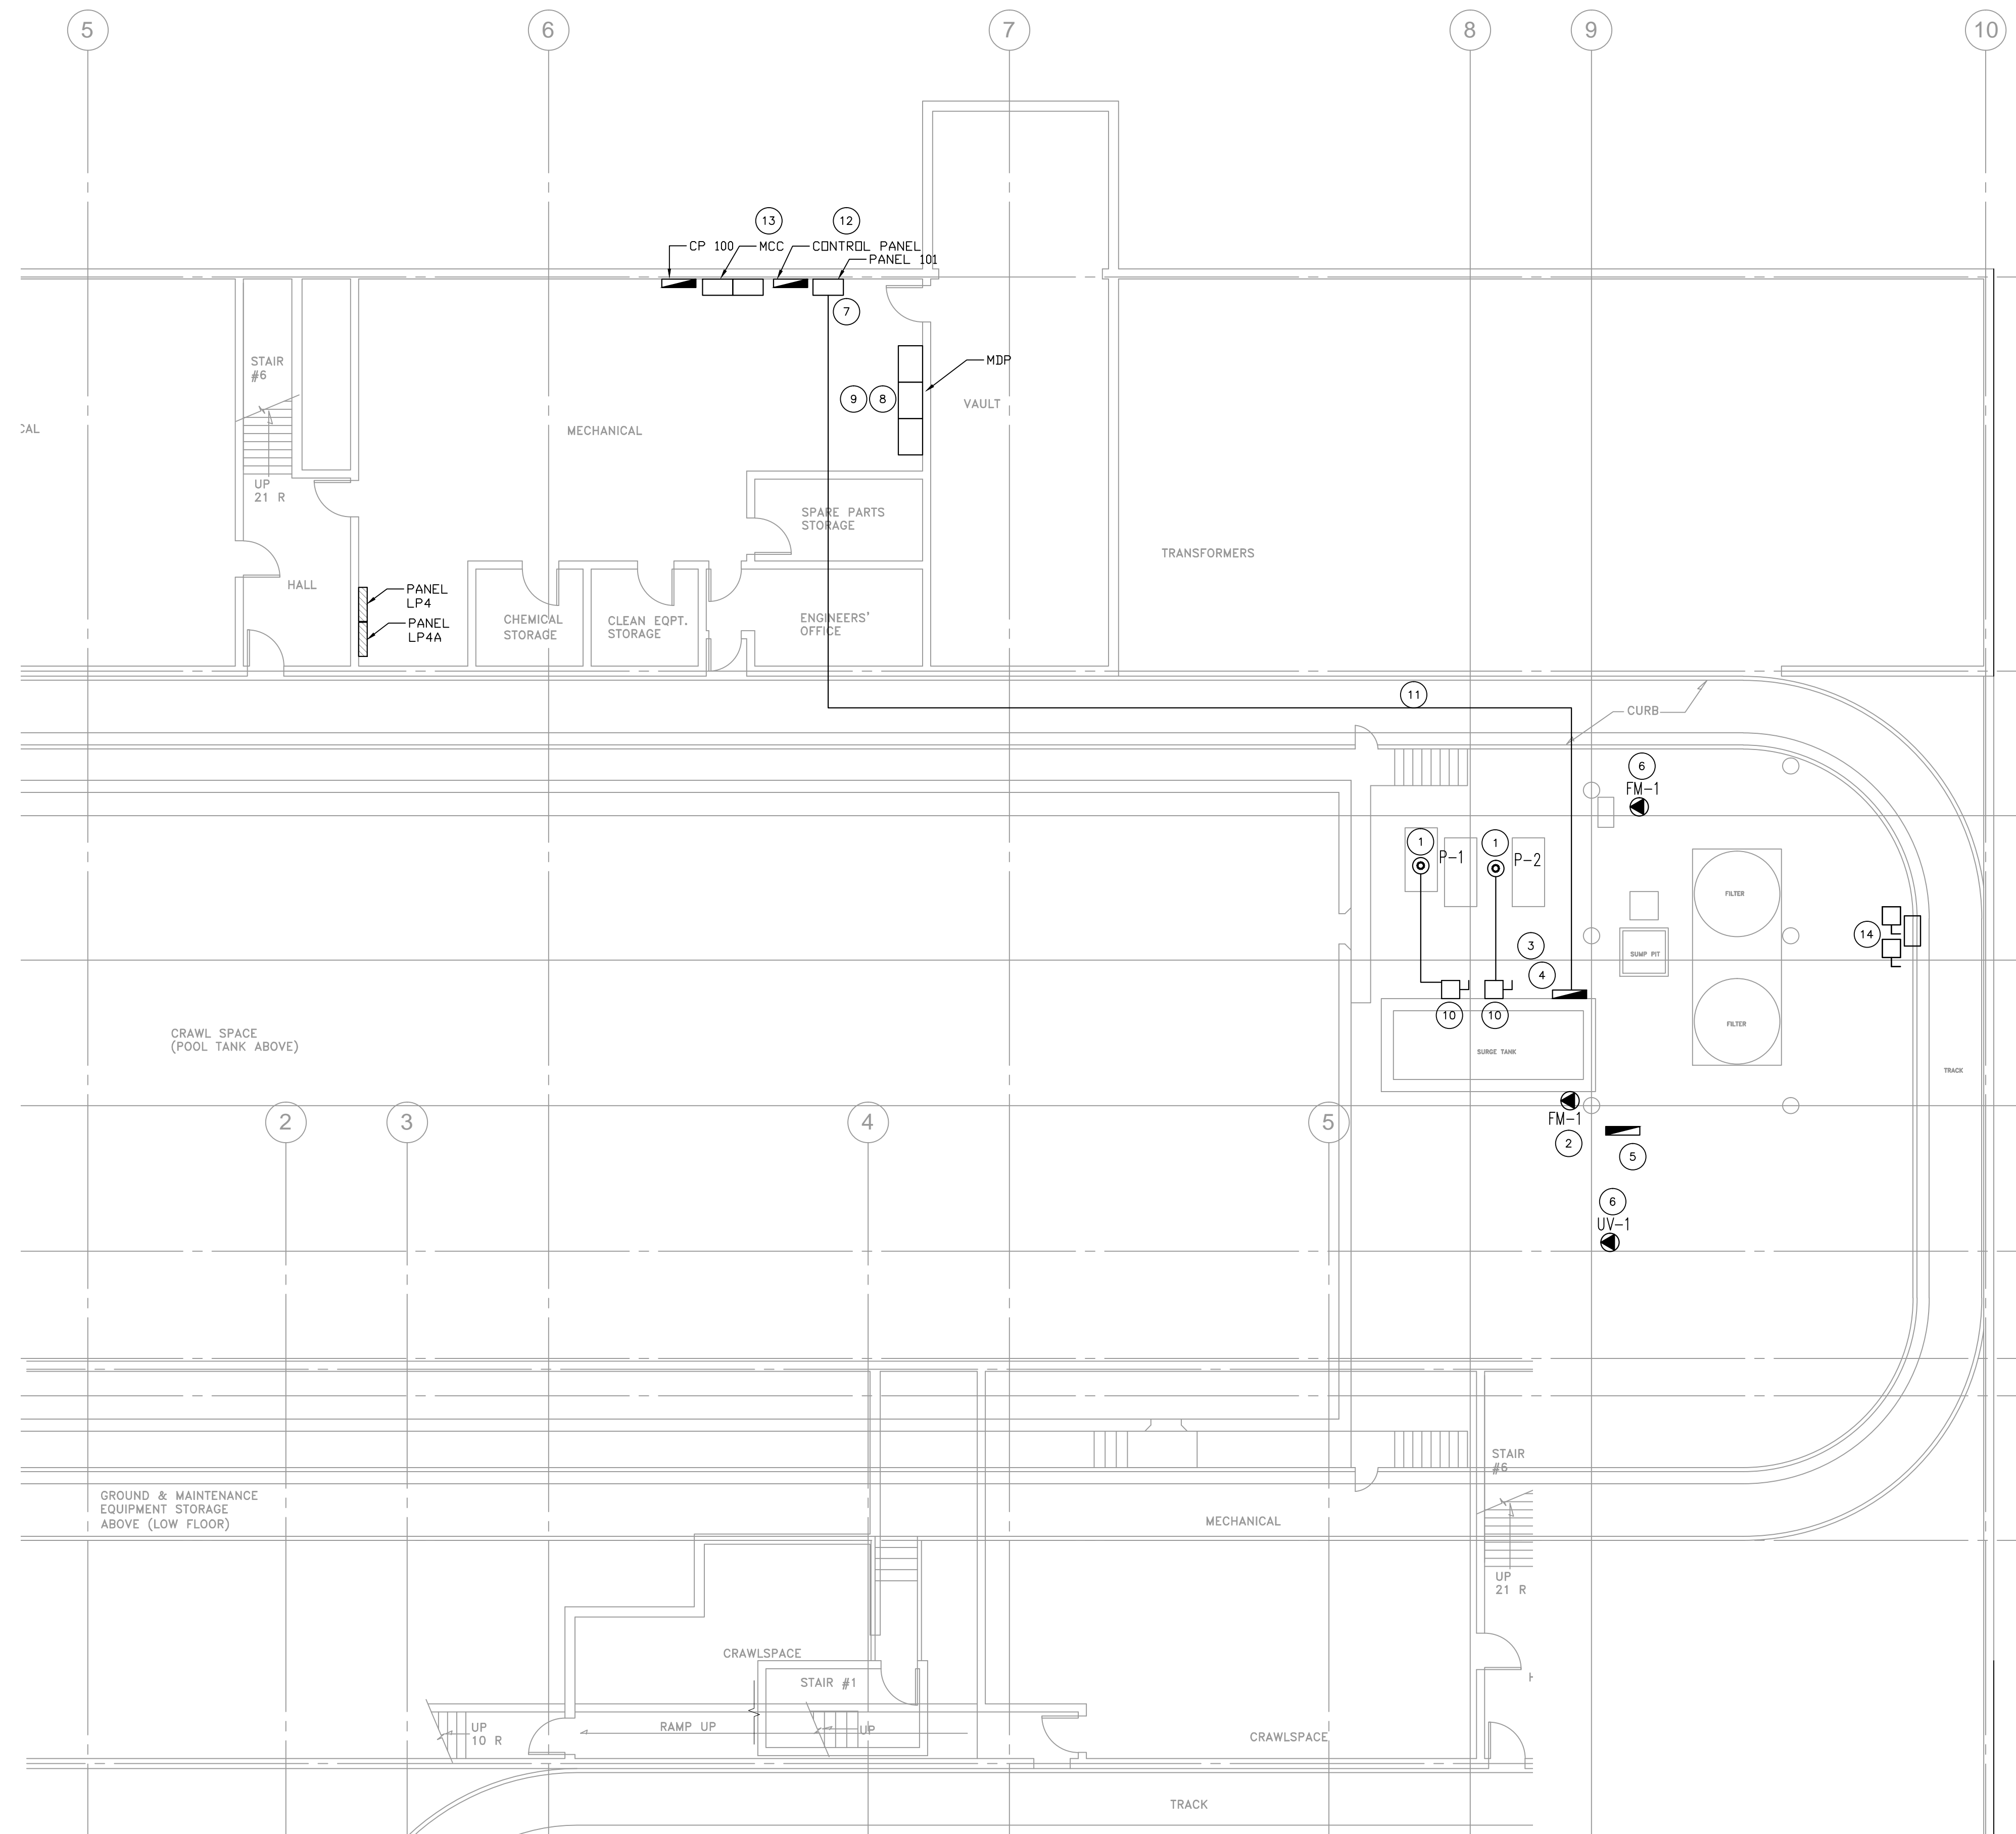 5
6
7
8
9
10
13
12
CP 100
MCC
CONTROL PANEL
PANEL 101
7
STAIR
#6
MDP
9
8
VAULT
CAL
MECHANICAL
UP
21 R
SPARE PARTS
STORAGE
TRANSFORMERS
HALL
PANEL
LP4
PANEL
LP4A
CHEMICAL
STORAGE
CLEAN EQPT.
STORAGE
ENGINEERS'
OFFICE
11
CURB
6
FM-1
1
P-1
1
P-2
FILTER
3
14
4
SUMP PIT
10
10
FILTER
CRAWL SPACE
(POOL TANK ABOVE)
SURGE TANK
TRACK
2
3
4
5
FM-1
2
5
6
UV-1
STAIR
#6
GROUND & MAINTENANCE
EQUIPMENT STORAGE
ABOVE (LOW FLOOR)
MECHANICAL
UP
21 R
CRAWLSPACE
STAIR #1
H
UP
10 R
RAMP UP
UP
CRAWLSPACE
TRACK